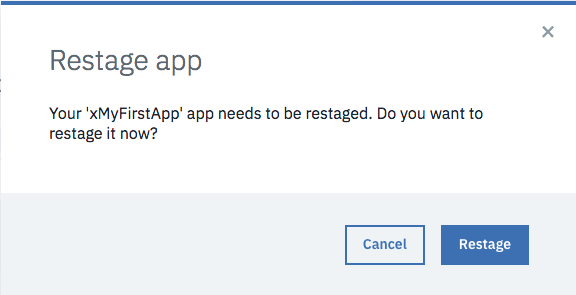 Restage app
Your 'xMyFirstApp' app needs to be restaged. Do you want to
restage it now?
Cancel
Restage